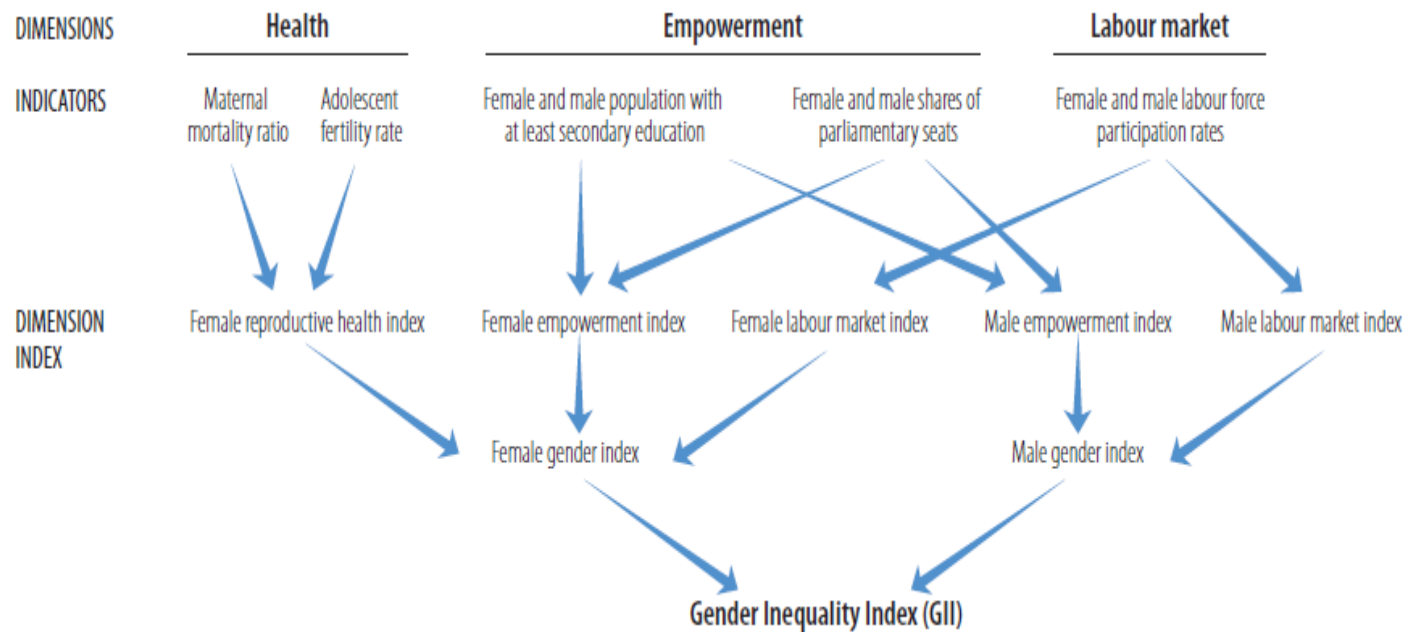 DIMENSIONS
Health
Empowerment
Labour market
INDICATORS
Maternal
mortality ratio
Adolescent
fertility rate
Female and male population with
at least secondary education
Female and male shares of
parliamentary seats
Female and male labour force
participation rates
DIMENSION
INDEX
Female reproductive health index
Female empowerment index
Female labour market index
Male empowerment index
Male labour market index
Female gender index
Male gender index
Gender Inequality Index (GII)